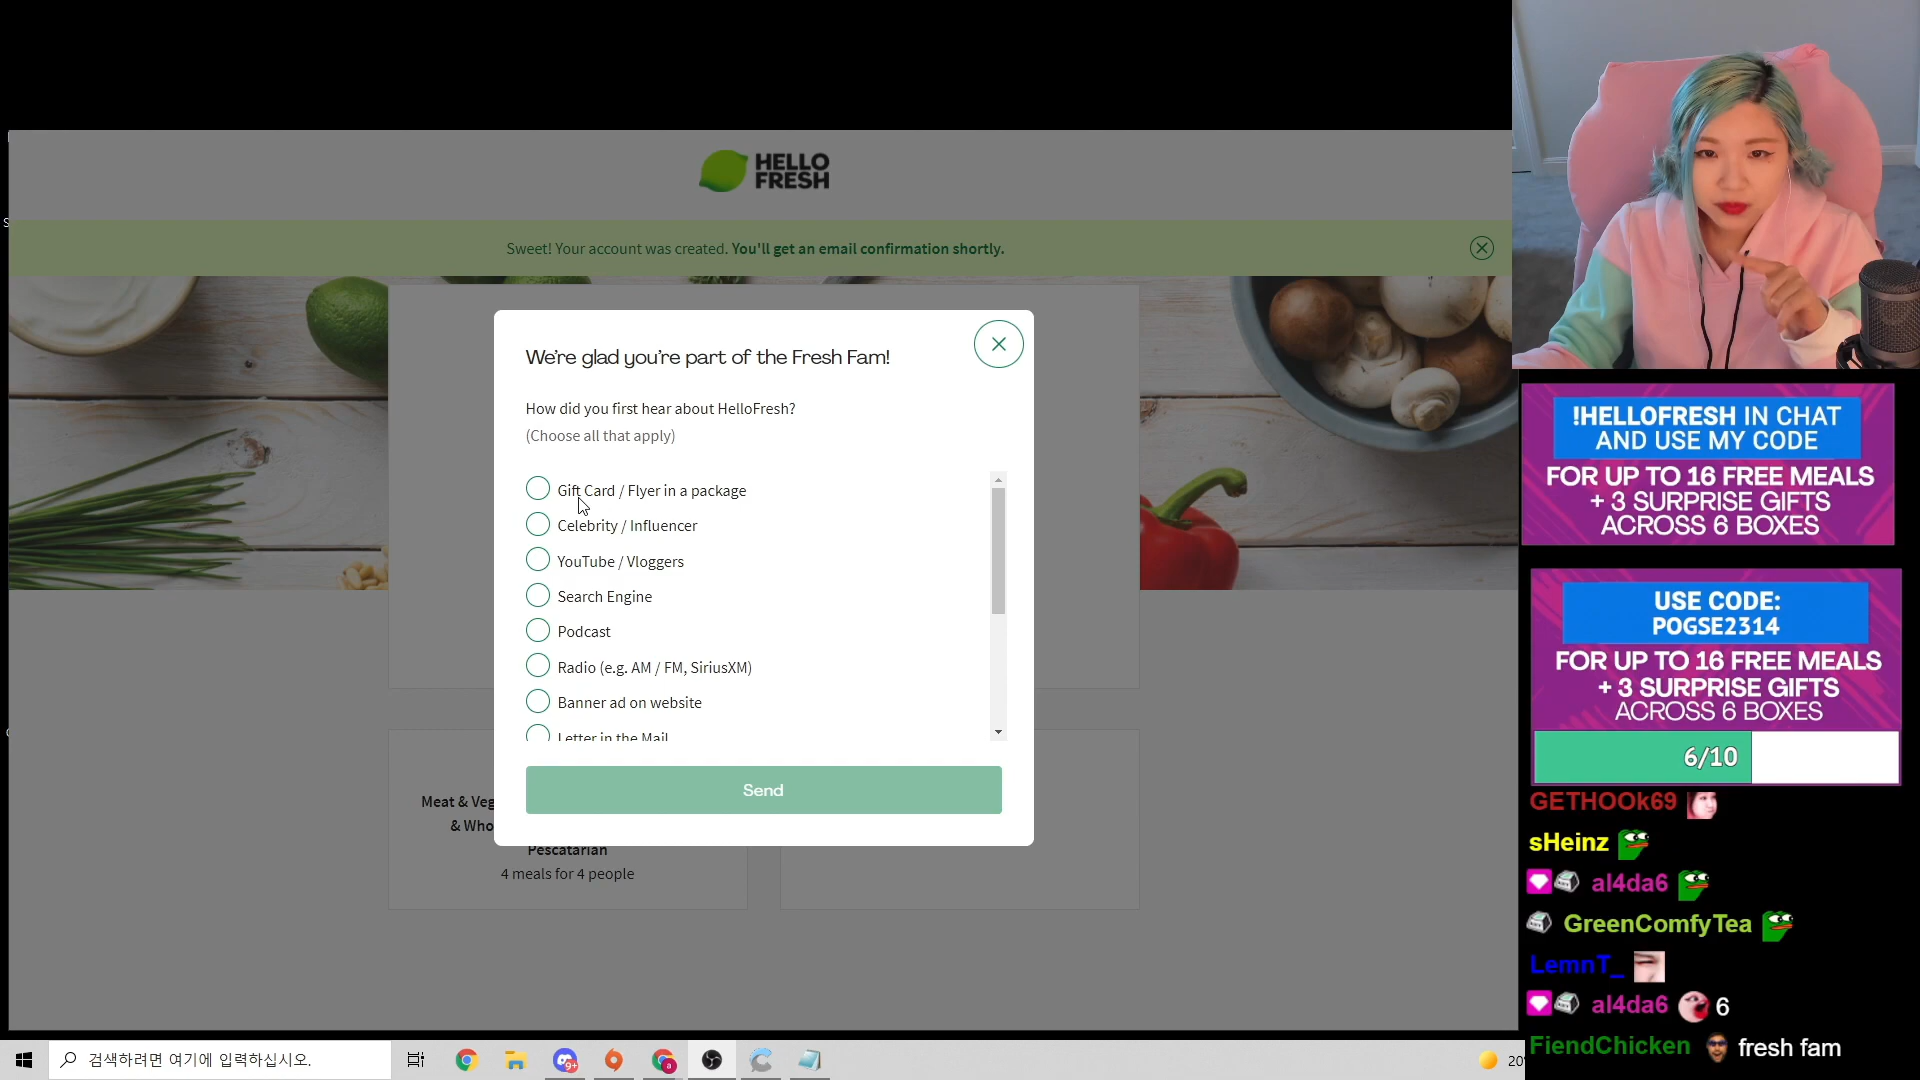 HELLO
FRESH
Sweet! Your account was created. You'll get an email confirmation shortly.
We're glad you're part of the Fresh Fam!
How did you first hear about HelloFresh?
(Choose all that apply)
Gift Card / Flyer in a package
Celebrity / Influencer
YouTube / Vloggers
Search Engine
Podcast
Radio (e.g. AM / FM, SiriusXM)
Banner ad on website
Letter in the Mail
Send
Meat & Veg
& Who
Pescatarian
4 meals for 4 people
!HELLOFRESH IN CHAT
AND USE MY CODE
FOR UP TO 16 FREE MEALS
+ 3 SURPRISE GIFTS
ACROSS 6 BOXES
USE CODE:
POGSE2314
FOR UP TO 16 FREE MEALS
+ 3 SURPRISE GIFTS
ACROSS 6 BOXES
6/10
GETHOOk69
sHeinz
al4da6
GreenComfyTea
LemnT_
al4da6 6
FiendChicken fresh fam
검색하려면 여기에 입력하십시오.
9+
a
20